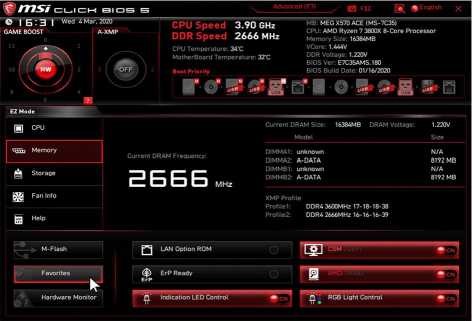 msi CLICK BIOS 5
Advanced (F7)
F12
English
X
16:31 Wed 4 Mar, 2020
GAME BOOST
A-XMP
OFF
CPU Speed 3.90 GHz
DDR Speed 2666 MHz
CPU Temperature: 34°C
MotherBoard Temperature: 32°C
Boot Priority
MB: MEG X570 ACE (MS-7C35)
CPU: AMD Ryzen 7 3800X 8-Core Processor
Memory Size: 16384MB
VCore: 1.444V
DDR Voltage: 1.220V
BIOS Ver: E7C35AMS.180
BIOS Build Date: 01/16/2020
HW
EZ Mode
CPU
Memory
Storage
Fan Info
Help
Current DRAM Frequency:
2666 MHz
Current DRAM Size: 16384MB DRAM Voltage: 1.220V
Model Size
DIMMA1: unknown N/A
DIMMA2: A-DATA 8192 MB
DIMMB1: unknown N/A
DIMMB2: A-DATA 8192 MB
XMP Profile
Profile1: DDR4 3600MHz 17-18-18-38
Profile2: DDR4 2666MHz 16-16-16-39
M-Flash
Favorites
Hardware Monitor
LAN Option ROM
ErP Ready
Indication LED Control ON
ON
ON
RGB Light Control ON